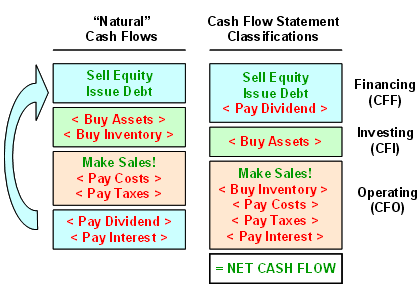 “Natural”
Cash Flows
Cash Flow Statement
Classifications
Sell Equity
Issue Debt
< Buy Assets >
< Buy Inventory >
Make Sales!
< Pay Costs >
< Pay Taxes >
< Pay Dividend >
< Pay Interest >
Sell Equity
Issue Debt
< Pay Dividend >
Financing
(CFF)
< Buy Assets >
Investing
(CFI)
Make Sales!
< Buy Inventory >
< Pay Costs >
< Pay Taxes >
< Pay Interest >
Operating
(CFO)
= NET CASH FLOW